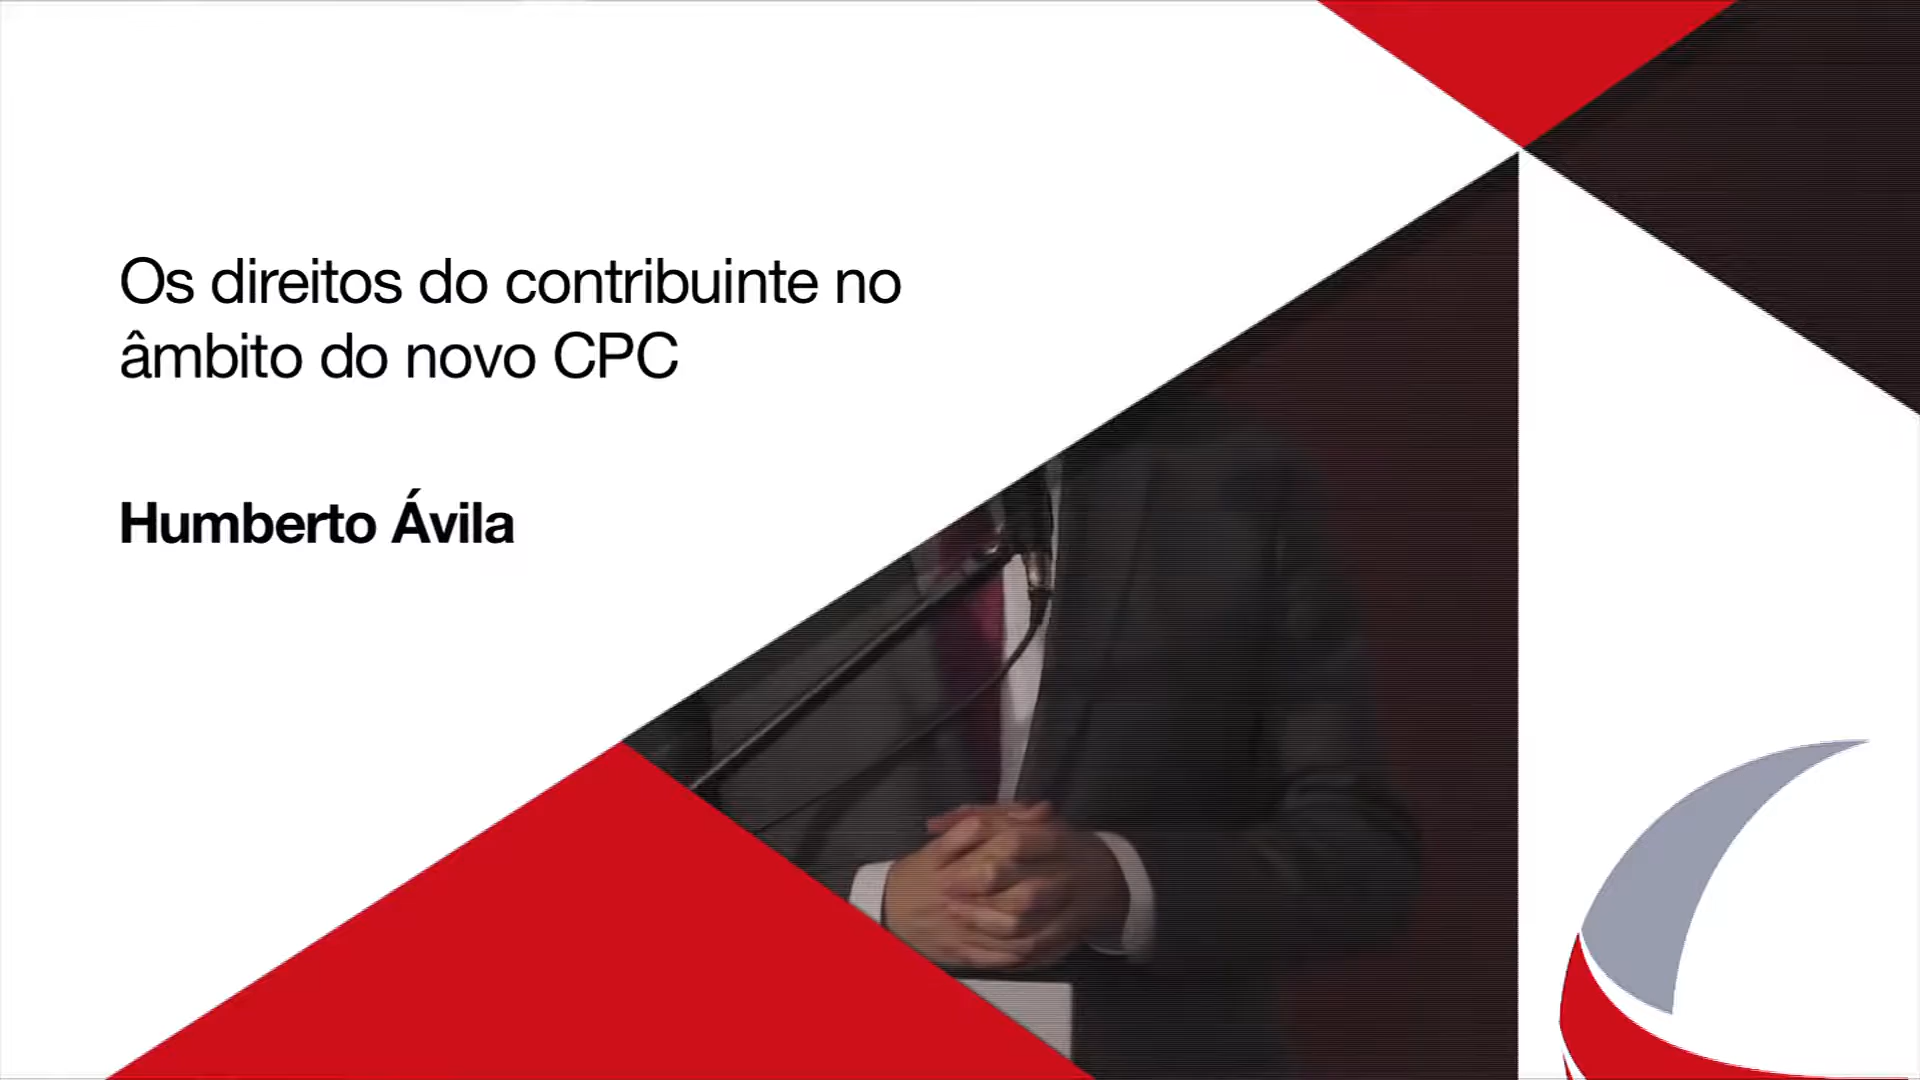 Os direitos do contribuinte no
âmbito do novo CPC
Humberto Ávila